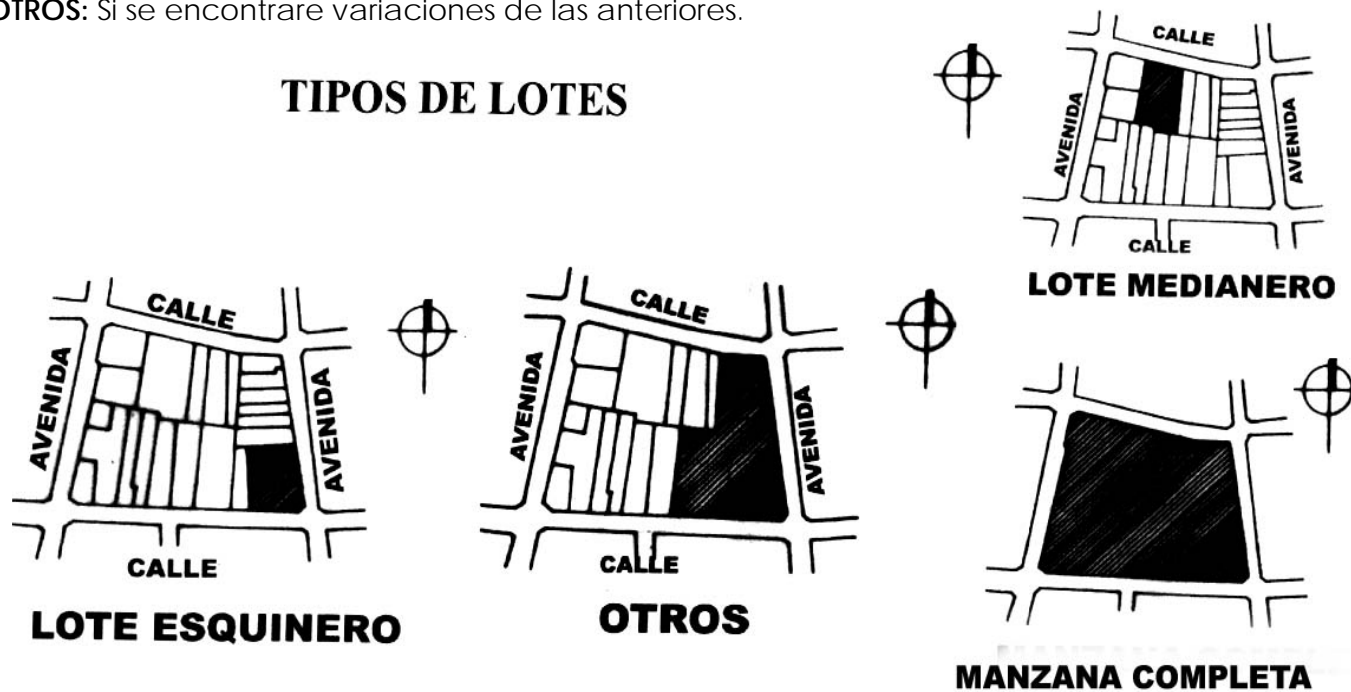 OTROS: Si se encontrare variaciones de las anteriores.
TIPOS DE LOTES
CALLE
AVENIDA
AVENIDA
CALLE
LOTE MEDIANERO
CALLE
AVENIDA
AVENIDA
CALLE
LOTE ESQUINERO
CALLE
AVENIDA
AVENIDA
CALLE
OTROS
MANZANA COMPLETA